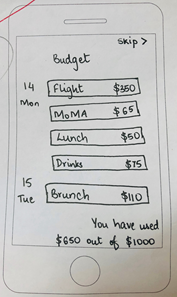 skip >
Budget
14
Mon
Flight $350
MoMA $65
Lunch $50
Drinks $75
15
Tue
Brunch $110
You have used
$650 out of $1000